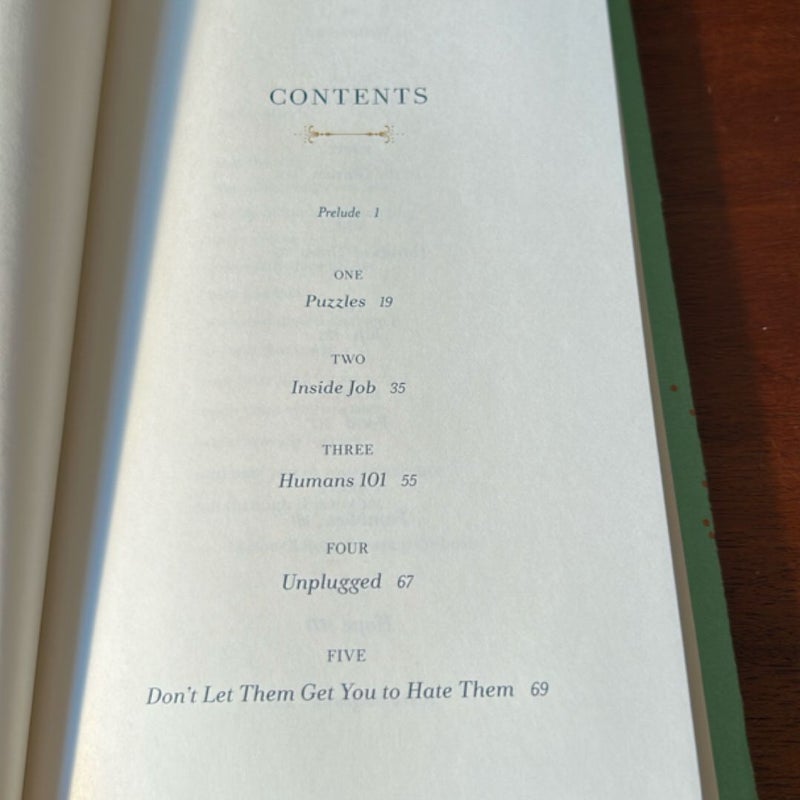 CONTENTS
Prelude 1
ONE
Puzzles 19
TWO
Inside Job 35
THREE
Humans 101 55
FOUR
Unplugged 67
FIVE
Don't Let Them Get You to Hate Them 69